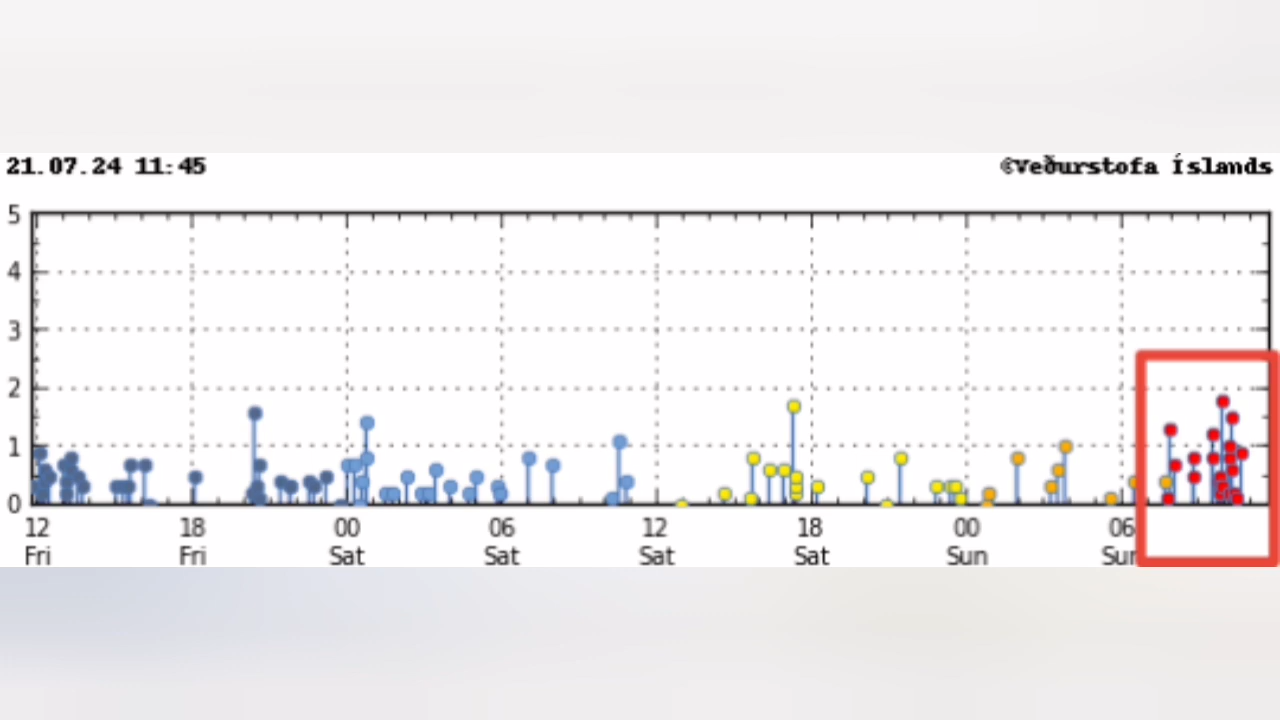 21.07.24 11:45 ©Veðurstofa Íslands
5
4
3
2
1
0
12 18 00 06 12 18 00 06
Fri Fri Sat Sat Sat Sat Sun Sun